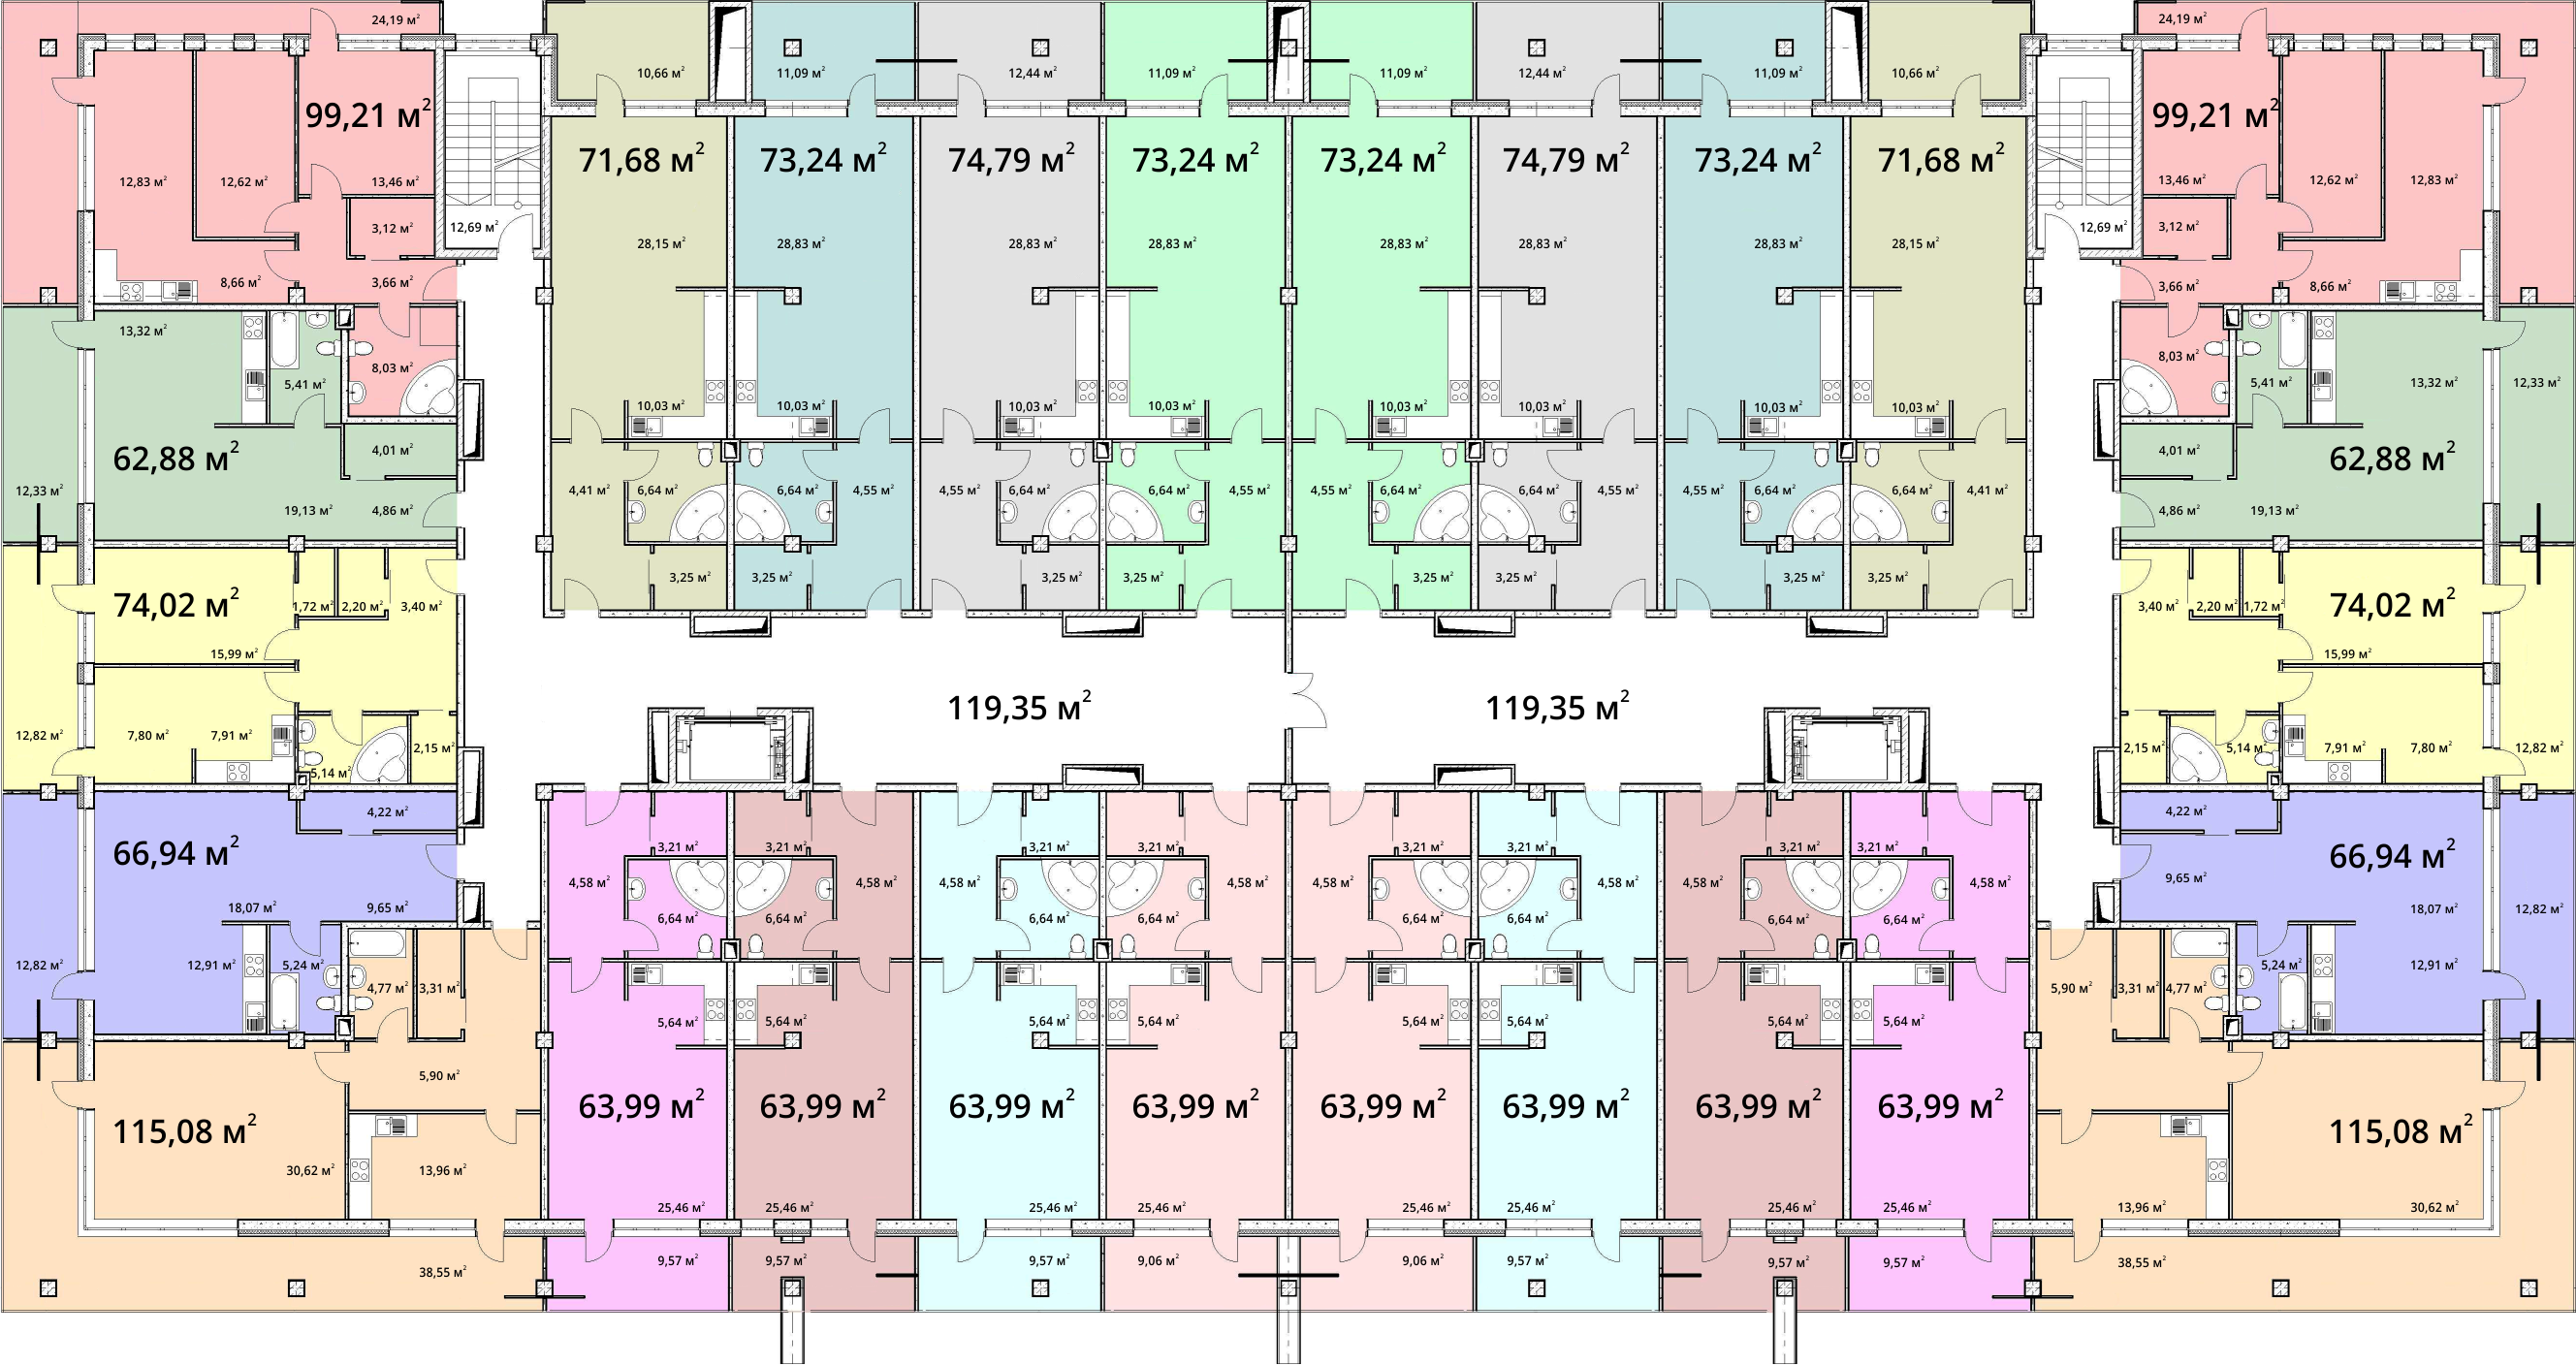 24,19 м²
10,66 м²
11,09 м²
12,44 м²
11,09 м²
11,09 м²
12,44 м²
11,09 м²
10,66 м²
24,19 м²
99,21 м²
71,68 м²
73,24 м²
74,79 м²
73,24 м²
73,24 м²
74,79 м²
73,24 м²
71,68 м²
99,21 м²
12,83 м²
12,62 м²
13,46 м²
13,46 м²
12,62 м²
12,83 м²
3,12 м²
12,69 м²
28,15 м²
28,83 м²
28,83 м²
28,83 м²
28,83 м²
28,83 м²
28,83 м²
28,15 м²
12,69 м²
3,12 м²
8,66 м²
3,66 м²
3,66 м²
8,66 м²
13,32 м²
5,41 м²
8,03 м²
8,03 м²
5,41 м²
13,32 м²
12,33 м²
10,03 м²
10,03 м²
10,03 м²
10,03 м²
10,03 м²
10,03 м²
10,03 м²
10,03 м²
62,88 м²
4,01 м²
4,01 м²
62,88 м²
12,33 м²
19,13 м²
4,86 м²
4,41 м²
6,64 м²
6,64 м²
4,55 м²
4,55 м²
6,64 м²
6,64 м²
4,55 м²
4,55 м²
6,64 м²
6,64 м²
4,55 м²
4,55 м²
6,64 м²
6,64 м²
4,41 м²
4,86 м²
19,13 м²
74,02 м²
1,72 м²
2,20 м²
3,40 м²
3,25 м²
3,25 м²
3,25 м²
3,25 м²
3,25 м²
3,25 м²
3,25 м²
3,25 м²
3,40 м²
2,20 м²
1,72 м²
74,02 м²
15,99 м²
15,99 м²
119,35 м²
119,35 м²
12,82 м²
7,80 м²
7,91 м²
5,14 м²
2,15 м²
2,15 м²
5,14 м²
7,91 м²
7,80 м²
12,82 м²
4,22 м²
4,22 м²
66,94 м²
3,21 м²
3,21 м²
3,21 м²
3,21 м²
3,21 м²
3,21 м²
3,21 м²
3,21 м²
66,94 м²
18,07 м²
9,65 м²
4,58 м²
6,64 м²
6,64 м²
4,58 м²
4,58 м²
6,64 м²
6,64 м²
4,58 м²
4,58 м²
6,64 м²
6,64 м²
4,58 м²
4,58 м²
6,64 м²
6,64 м²
4,58 м²
9,65 м²
18,07 м²
12,82 м²
12,82 м²
12,91 м²
5,24 м²
4,77 м²
3,31 м²
5,90 м²
3,31 м²
4,77 м²
5,24 м²
12,91 м²
5,64 м²
5,64 м²
5,64 м²
5,64 м²
5,64 м²
5,64 м²
5,64 м²
5,64 м²
5,90 м²
115,08 м²
63,99 м²
63,99 м²
63,99 м²
63,99 м²
63,99 м²
63,99 м²
63,99 м²
63,99 м²
115,08 м²
30,62 м²
13,96 м²
25,46 м²
25,46 м²
25,46 м²
25,46 м²
25,46 м²
25,46 м²
25,46 м²
25,46 м²
13,96 м²
30,62 м²
38,55 м²
9,57 м²
9,57 м²
9,57 м²
9,06 м²
9,06 м²
9,57 м²
9,57 м²
9,57 м²
38,55 м²